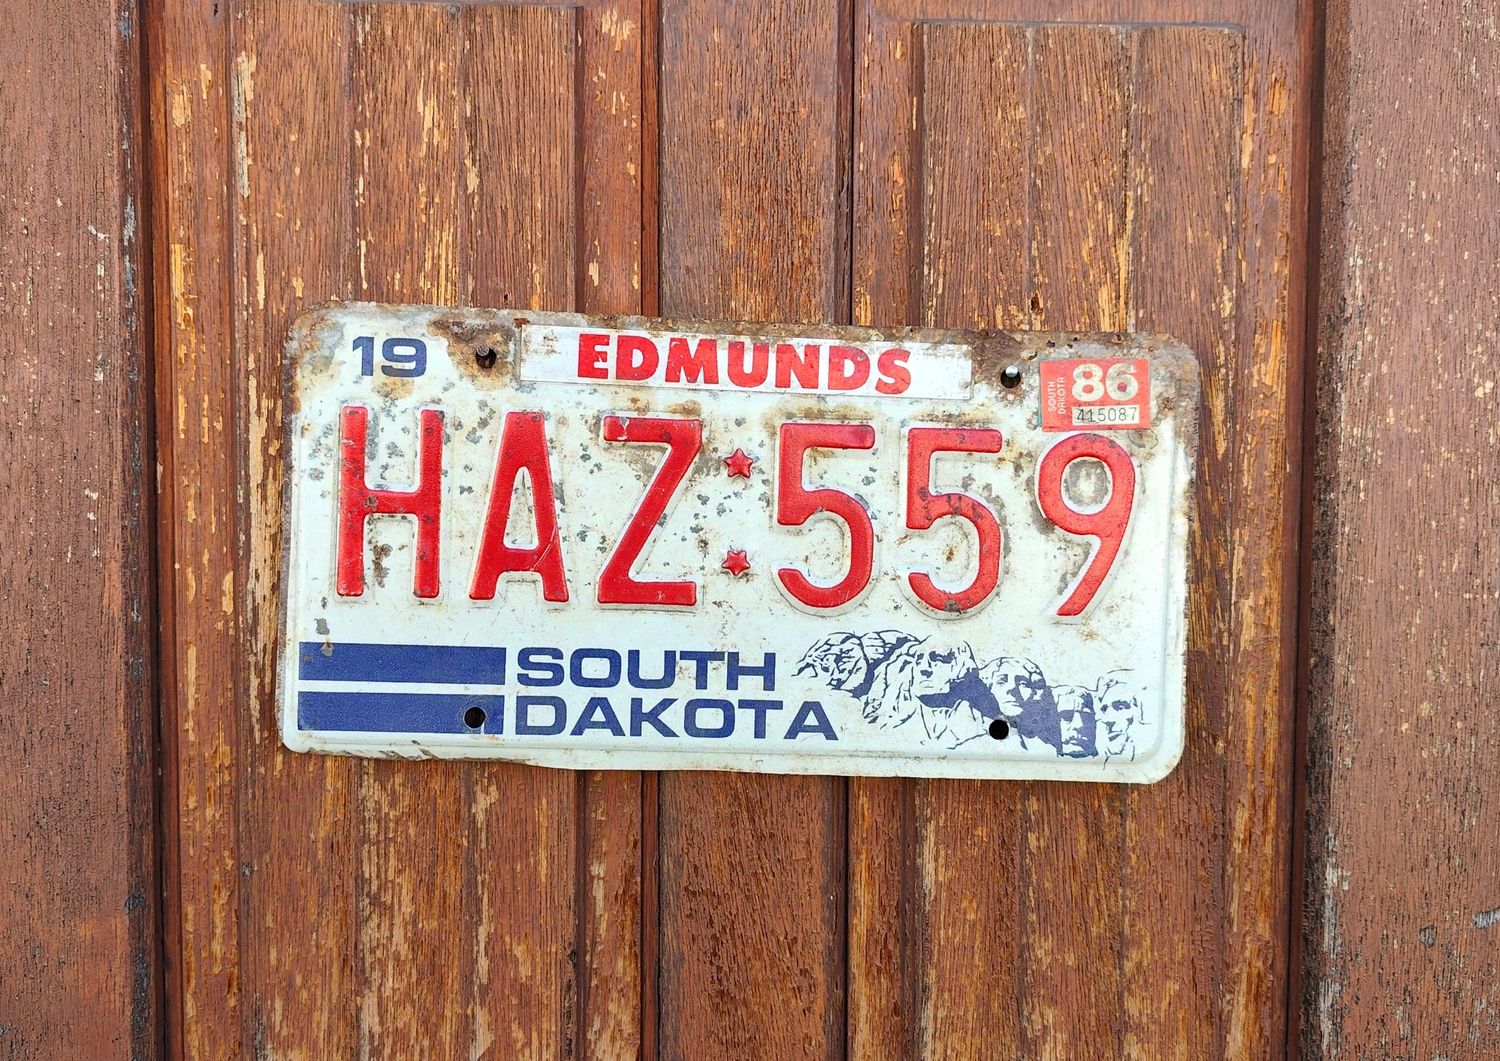 19
EDMUNDS
SOUTH DAKOTA
86
415087
HAZ 559
SOUTH
DAKOTA